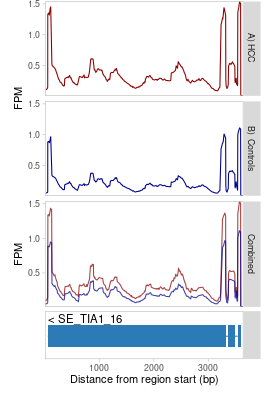 1.5
1.0
0.5
A) HCC
FPM
1.5
1.0
0.5
B) Controls
1.5
1.0
0.5
Combined
FPM
< SE_TIA1_16
1000 2000 3000
Distance from region start (bp)